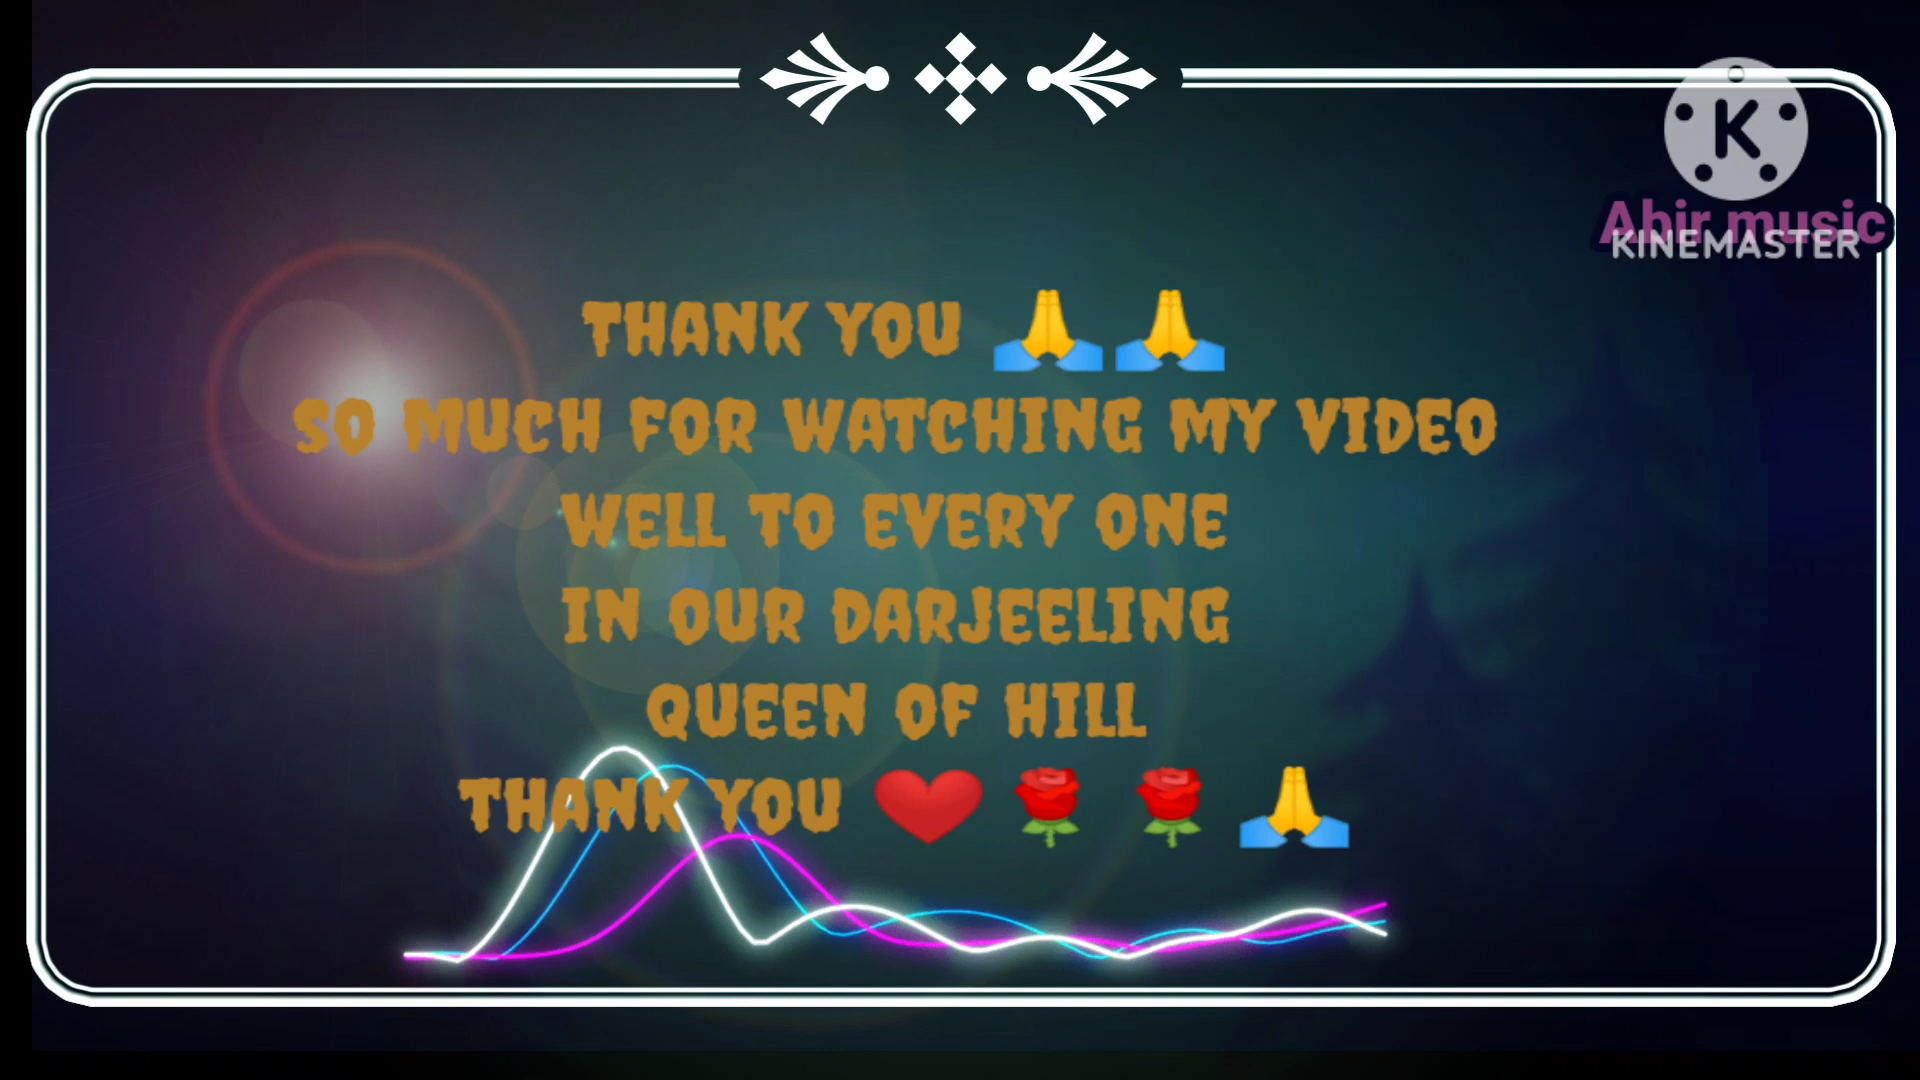 K
Abir music
KINEMASTER
THANK YOU 🙏🙏
SO MUCH FOR WATCHING MY VIDEO
WELL TO EVERY ONE
IN OUR DARJEELING
QUEEN OF HILL
THANK YOU ❤️🌹🌹🙏